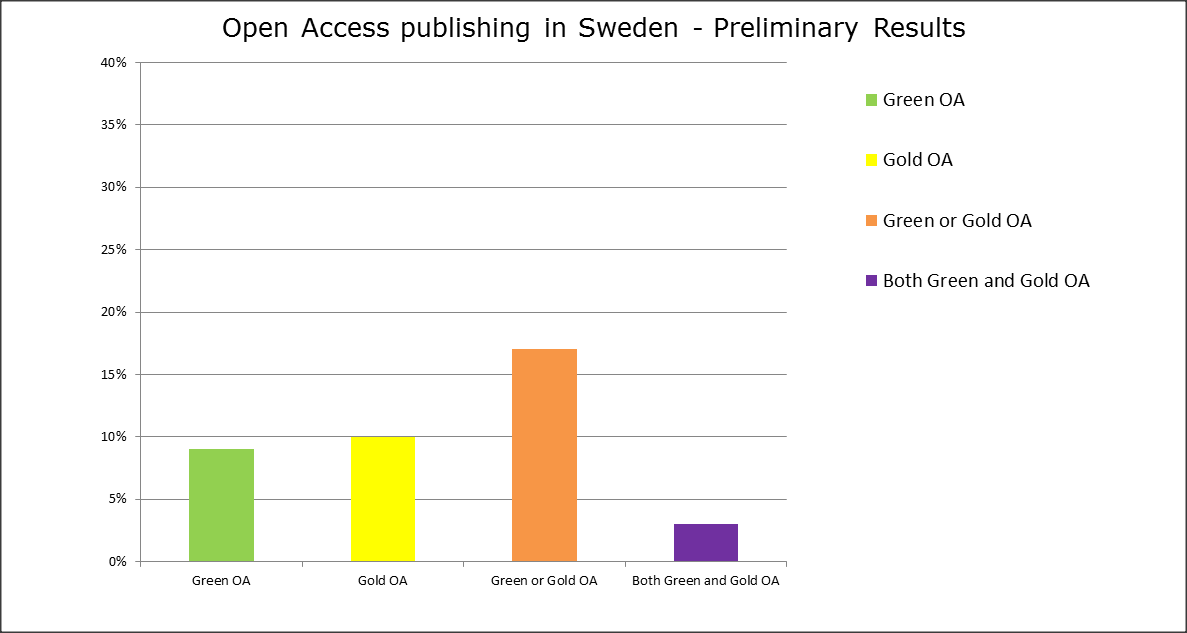 Open Access publishing in Sweden - Preliminary Results
40%
35%
30%
25%
20%
15%
10%
5%
0%
Green OA
Gold OA
Green or Gold OA
Both Green and Gold OA
Green OA
Gold OA
Green or Gold OA
Both Green and Gold OA